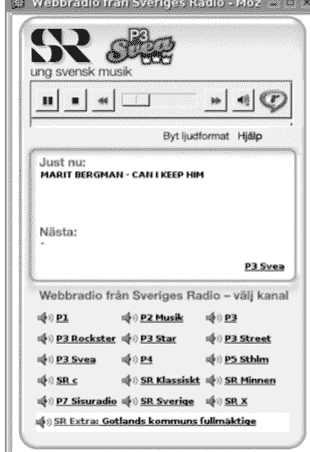 Webbradio från Sveriges Radio - Moz
SR P3 Svea
ung svensk musik
Byt ljudformat Hjälp
Just nu:
MARIT BERGMAN - CAN I KEEP HIM
Nästa:
-
P3 Svea
Webbradio från Sveriges Radio – välj kanal
P1 P2 Musik P3
P3 Rockster P3 Star P3 Street
P3 Svea P4 P5 Sthlm
SR c SR Klassiskt SR Minnen
P7 Sisuradio SR Sverige SR X
SR Extra: Gotlands kommuns fullmäktige